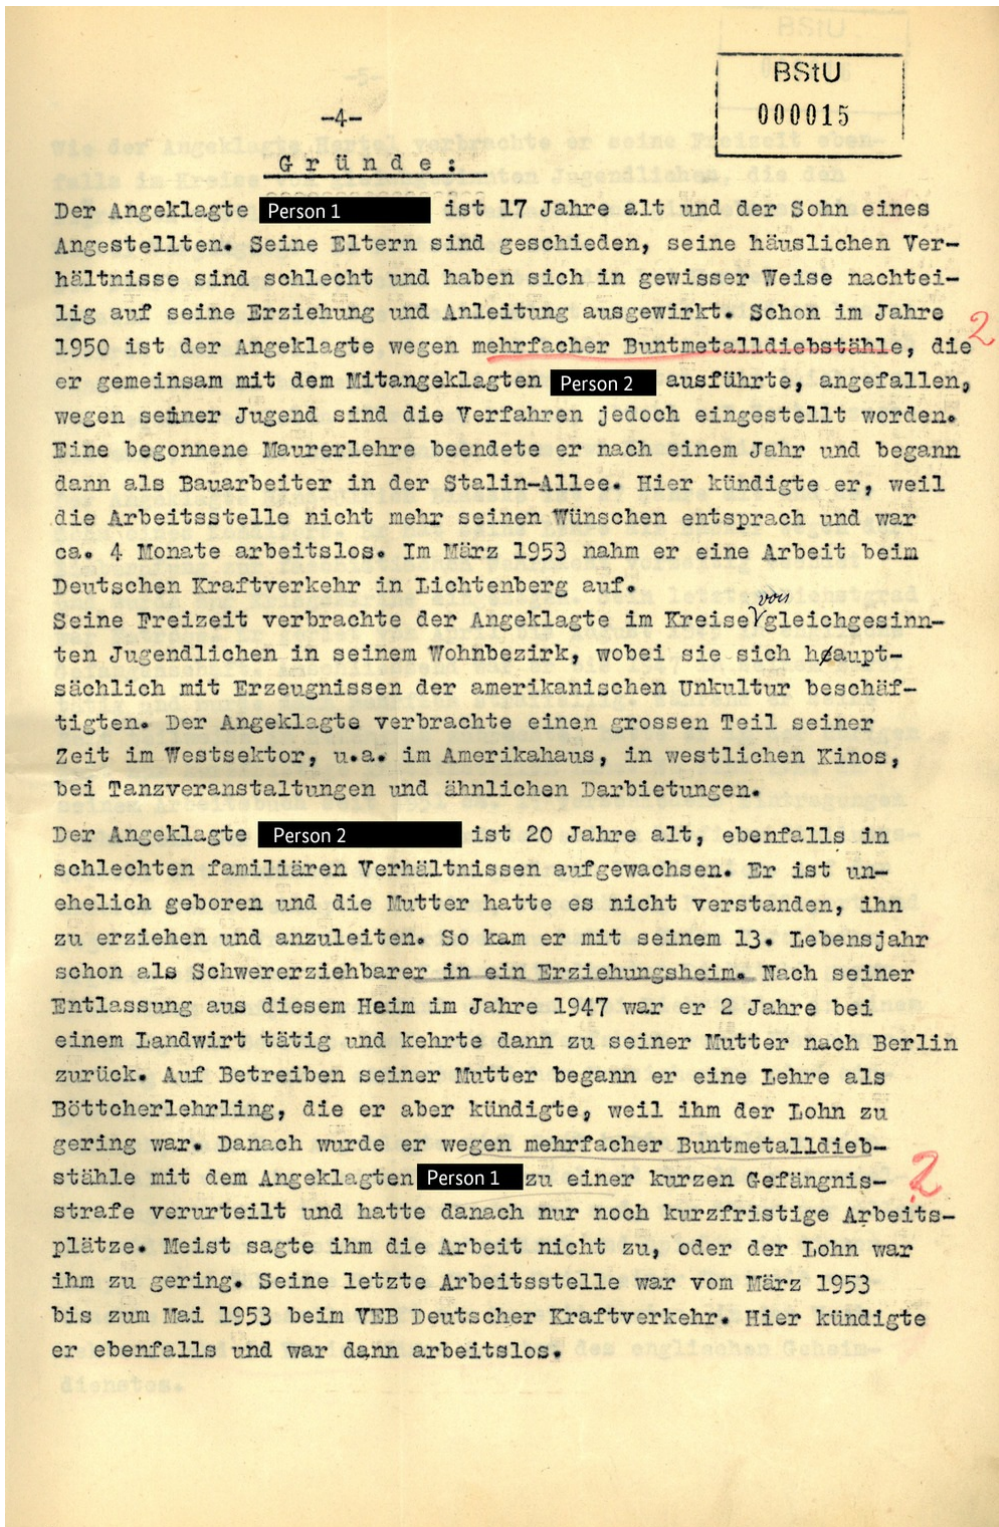 BStU
000015
-4-
Gründe:
Der Angeklagte Person 1 ist 17 Jahre alt und der Sohn eines
Angestellten. Seine Eltern sind geschieden, seine häuslichen Ver-
hältnisse sind schlecht und haben sich in gewisser Weise nachtei-
lig auf seine Erziehung und Anleitung ausgewirkt. Schon im Jahre
1950 ist der Angeklagte wegen mehrfacher Buntmetalldiebstähle, die 2
er gemeinsam mit dem Mitangeklagten Person 2 ausführte, angefallen,
wegen seiner Jugend sind die Verfahren jedoch eingestellt worden.
Eine begonnene Maurerlehre beendete er nach einem Jahr und begann
dann als Bauarbeiter in der Stalin-Allee. Hier kündigte er, weil
die Arbeitsstelle nicht mehr seinen Wünschen entsprach und war
ca. 4 Monate arbeitslos. Im März 1953 nahm er eine Arbeit beim
Deutschen Kraftverkehr in Lichtenberg auf.
Seine Freizeit verbrachte der Angeklagte im Kreise von gleichgesinn-
ten Jugendlichen in seinem Wohnbezirk, wobei sie sich haupt-
sächlich mit Erzeugnissen der amerikanischen Unkultur beschäf-
tigten. Der Angeklagte verbrachte einen grossen Teil seiner
Zeit im Westsektor, u.a. im Amerikahaus, in westlichen Kinos,
bei Tanzveranstaltungen und ähnlichen Darbietungen.
Der Angeklagte Person 2 ist 20 Jahre alt, ebenfalls in
schlechten familiären Verhältnissen aufgewachsen. Er ist un-
ehelich geboren und die Mutter hatte es nicht verstanden, ihn
zu erziehen und anzuleiten. So kam er mit seinem 13. Lebensjahr
schon als Schwererziehbarer in ein Erziehungsheim. Nach seiner
Entlassung aus diesem Heim im Jahre 1947 war er 2 Jahre bei
einem Landwirt tätig und kehrte dann zu seiner Mutter nach Berlin
zurück. Auf Betreiben seiner Mutter begann er eine Lehre als
Böttcherlehrling, die er aber kündigte, weil ihm der Lohn zu
gering war. Danach wurde er wegen mehrfacher Buntmetalldieb-
stähle mit dem Angeklagten Person 1 zu einer kurzen Gefängnis- 2
strafe verurteilt und hatte danach nur noch kurzfristige Arbeits-
plätze. Meist sagte ihm die Arbeit nicht zu, oder der Lohn war
ihm zu gering. Seine letzte Arbeitsstelle war vom März 1953
bis zum Mai 1953 beim VEB Deutscher Kraftverkehr. Hier kündigte
er ebenfalls und war dann arbeitslos.